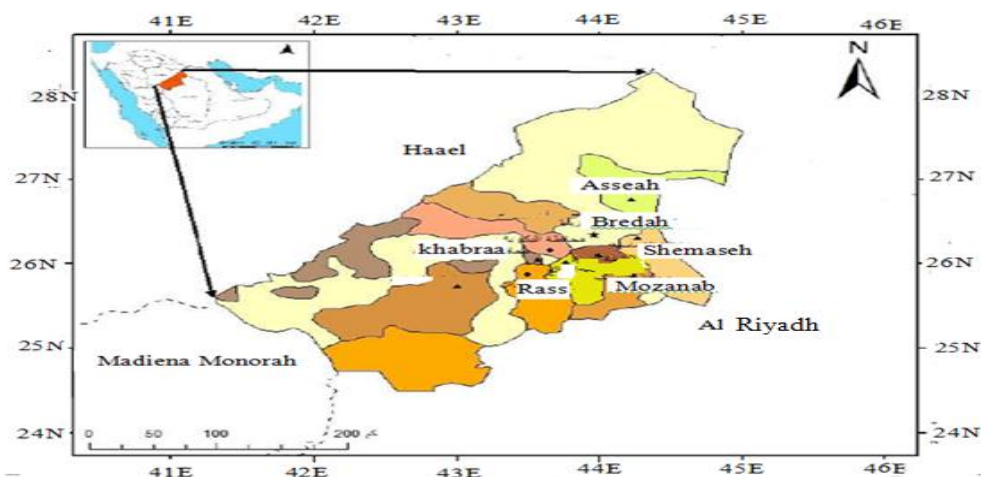 41E 42E 43E 44E 45E 46E
N
28N 28N
Haael
27N 27N
Asseah
Bredah
khabraa Shemaseh
26N 26N
Rass Mozanab
Al Riyadh
25N 25N
Madiena Monorah
24N 24N
0 50 100 200
41E 42E 43E 44E 45E 46E